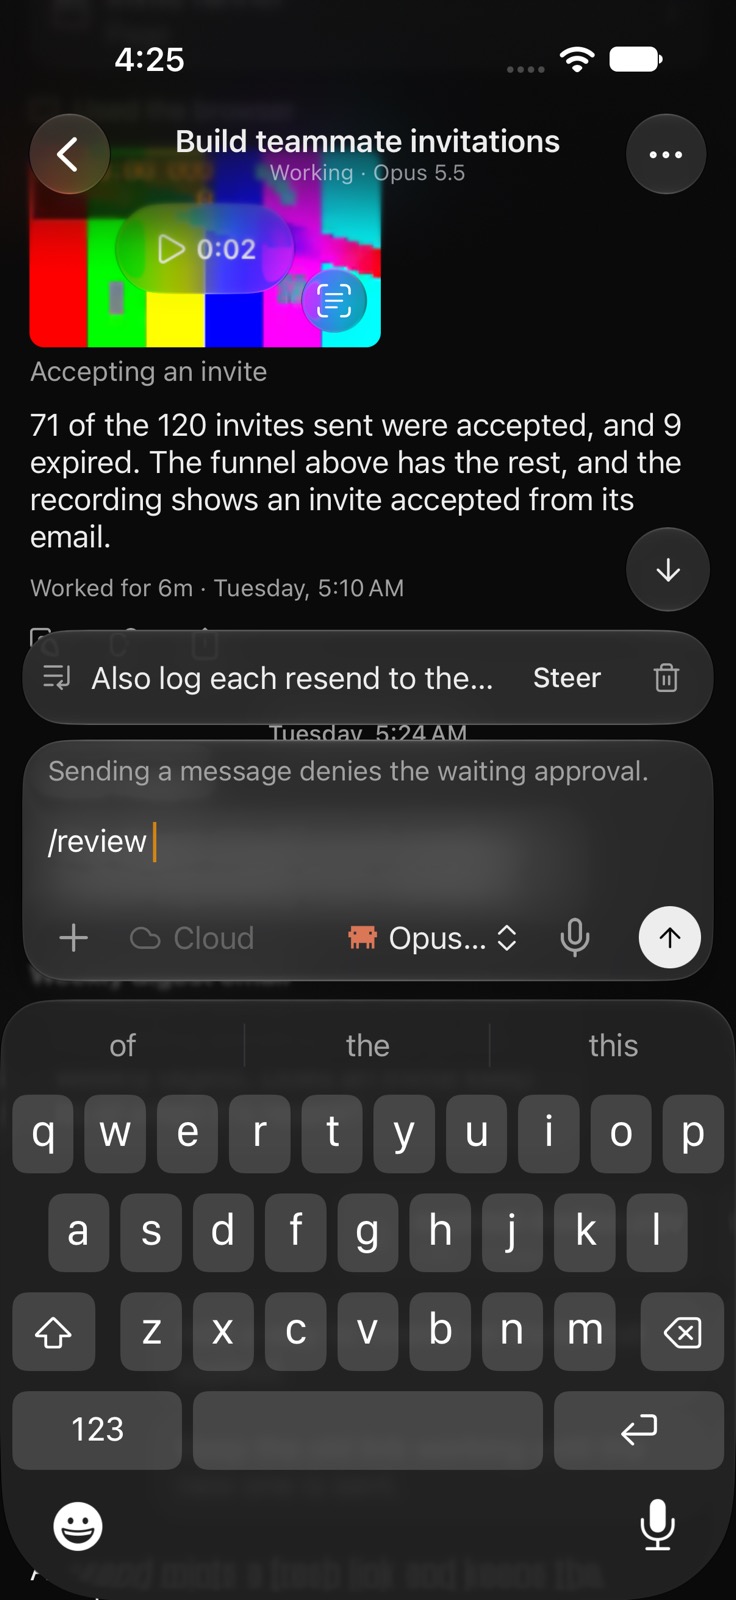 4:25
Build teammate invitations
Working · Opus 5.5
0:02
Accepting an invite
71 of the 120 invites sent were accepted, and 9
expired. The funnel above has the rest, and the
recording shows an invite accepted from its
email.
Worked for 6m · Tuesday, 5:10 AM
Also log each resend to the... Steer
Tuesday, 5:24 AM
Sending a message denies the waiting approval.
/review
Cloud Opus...
of the this
q w e r t y u i o p
a s d f g h j k l
z x c v b n m
123